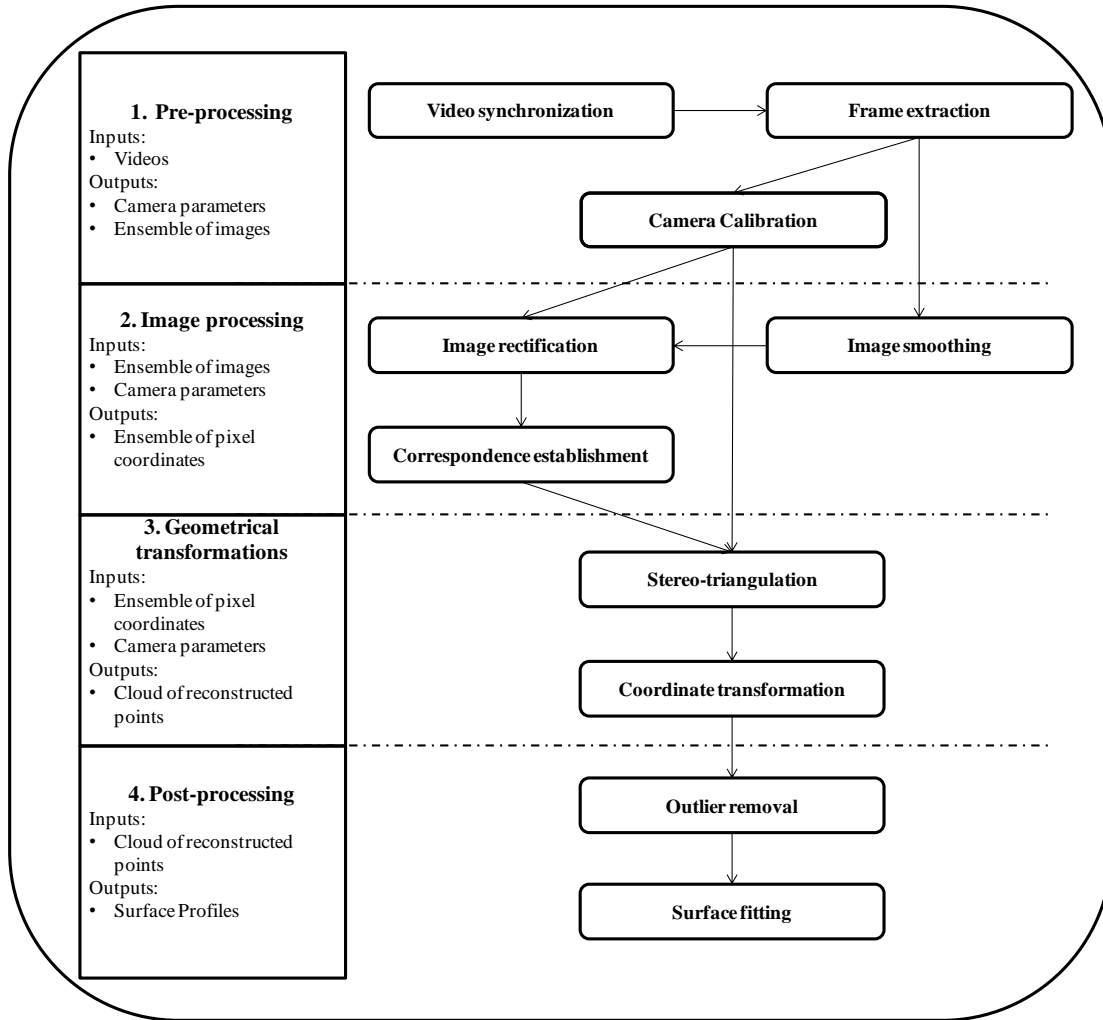 1. Pre-processing
Inputs:
• Videos
Outputs:
• Camera parameters
• Ensemble of images
Video synchronization
Frame extraction
Camera Calibration
2. Image processing
Inputs:
• Ensemble of images
• Camera parameters
Outputs:
• Ensemble of pixel
coordinates
Image rectification
Image smoothing
Correspondence establishment
3. Geometrical
transformations
Inputs:
• Ensemble of pixel
coordinates
• Camera parameters
Outputs:
• Cloud of reconstructed
points
Stereo-triangulation
Coordinate transformation
4. Post-processing
Inputs:
• Cloud of reconstructed
points
Outputs:
• Surface Profiles
Outlier removal
Surface fitting